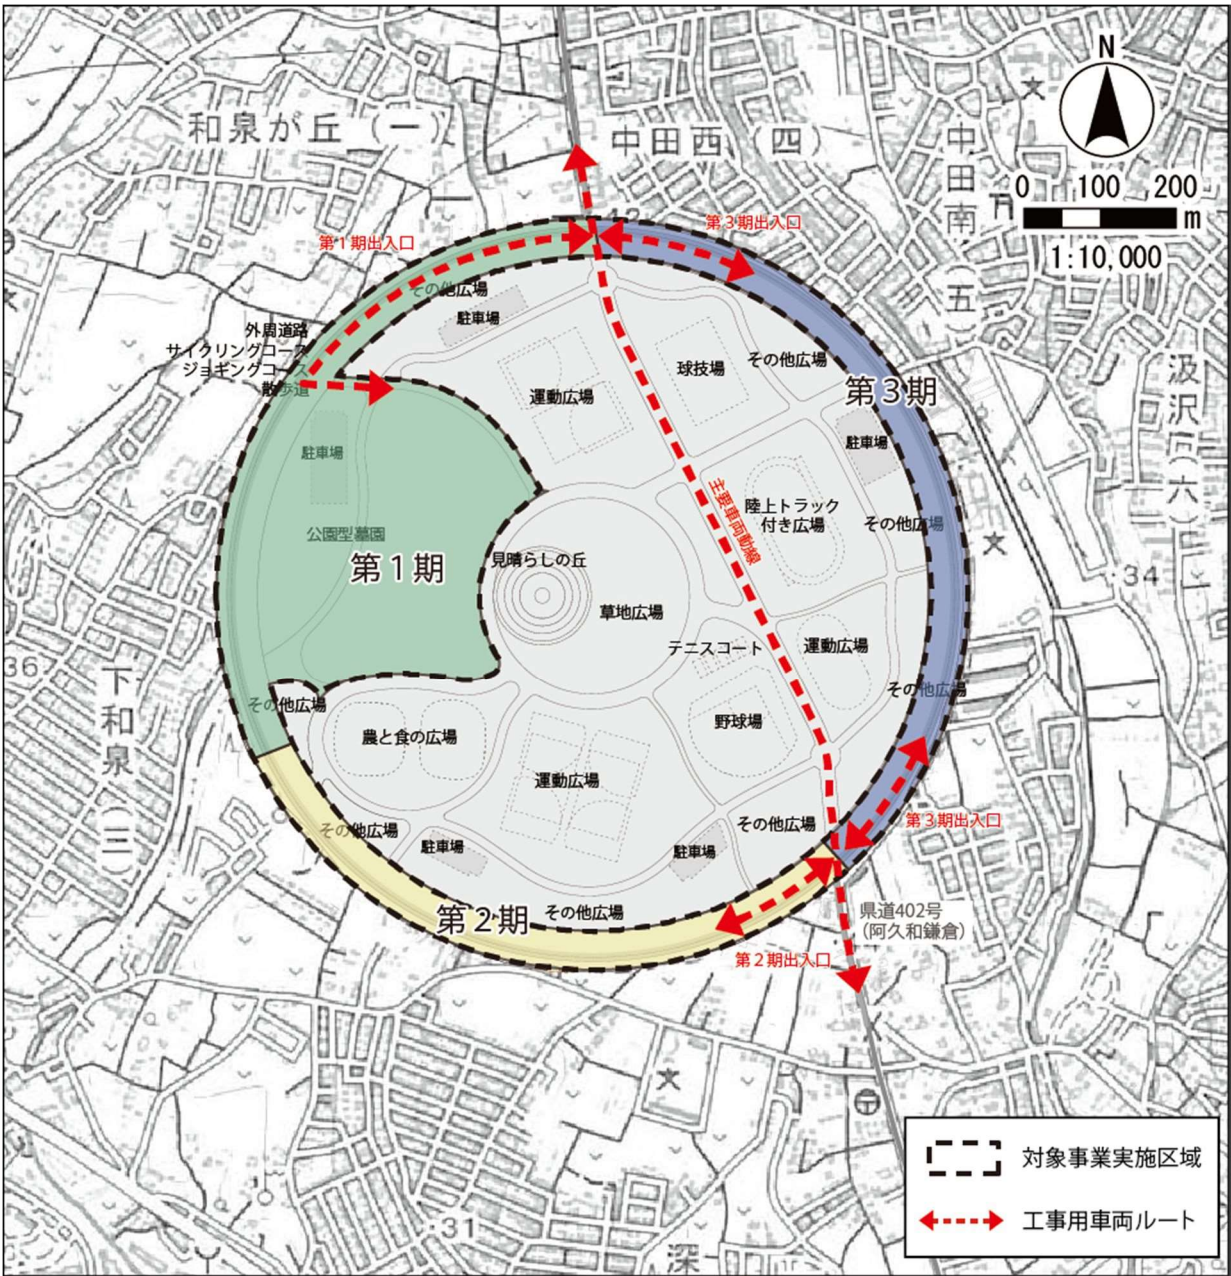 和泉が丘(一)
中田西(四)
中田南(五)
N
0 100 200
m
1:10,000
汲沢(六)
第1期出入口
第3期出入口
その他広場
駐車場
外周道路
サイクリングコース
ジョギングコース
散歩道
運動広場
球技場
その他広場
第3期
駐車場
駐車場
主要車両動線
陸上トラック
付き広場
その他広場
公園型墓園
第1期
見晴らしの丘
草地広場
34
テニスコート
運動広場
36
下和泉(三)
その他広場
その他広場
農と食の広場
野球場
運動広場
その他広場
その他広場
駐車場
駐車場
第3期出入口
第2期
その他広場
県道402号
(阿久和鎌倉)
第2期出入口
対象事業実施区域
工事用車両ルート
31
深